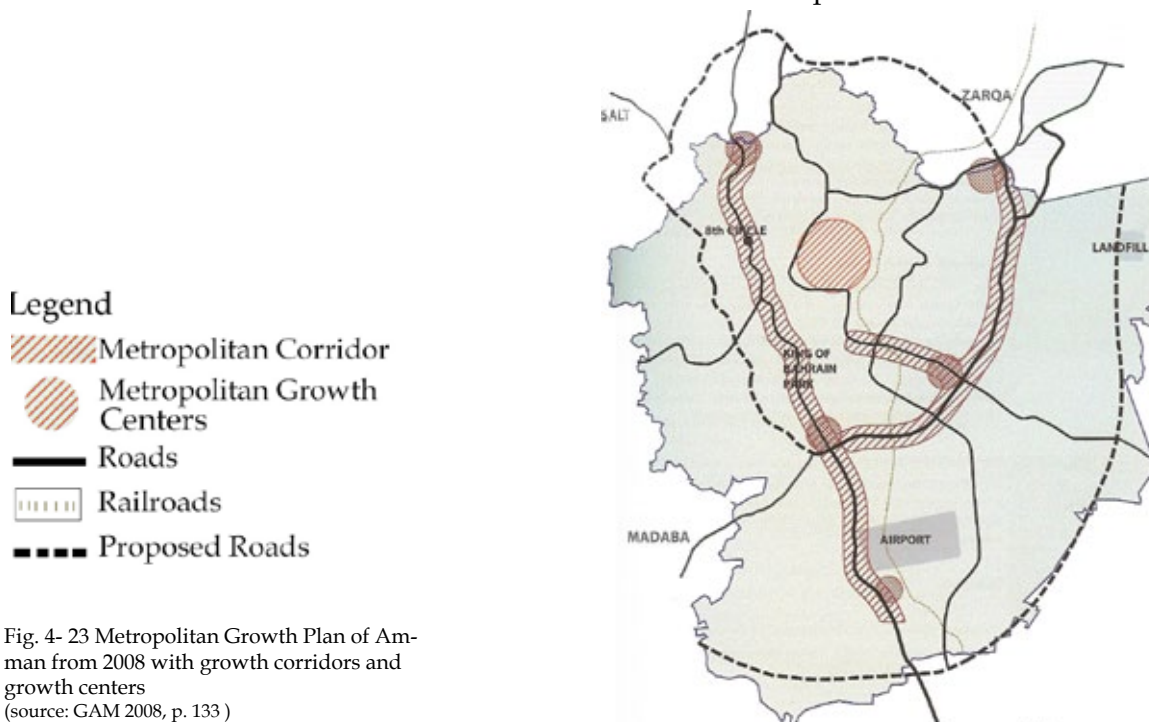 ZARQA
SALT
8th CIRCLE
LANDFILL
KING OF
BAHRAIN
PARK
MADABA
AIRPORT
Legend
Metropolitan Corridor
Metropolitan Growth
Centers
Roads
Railroads
Proposed Roads
Fig. 4- 23 Metropolitan Growth Plan of Am-
man from 2008 with growth corridors and
growth centers
(source: GAM 2008, p. 133 )